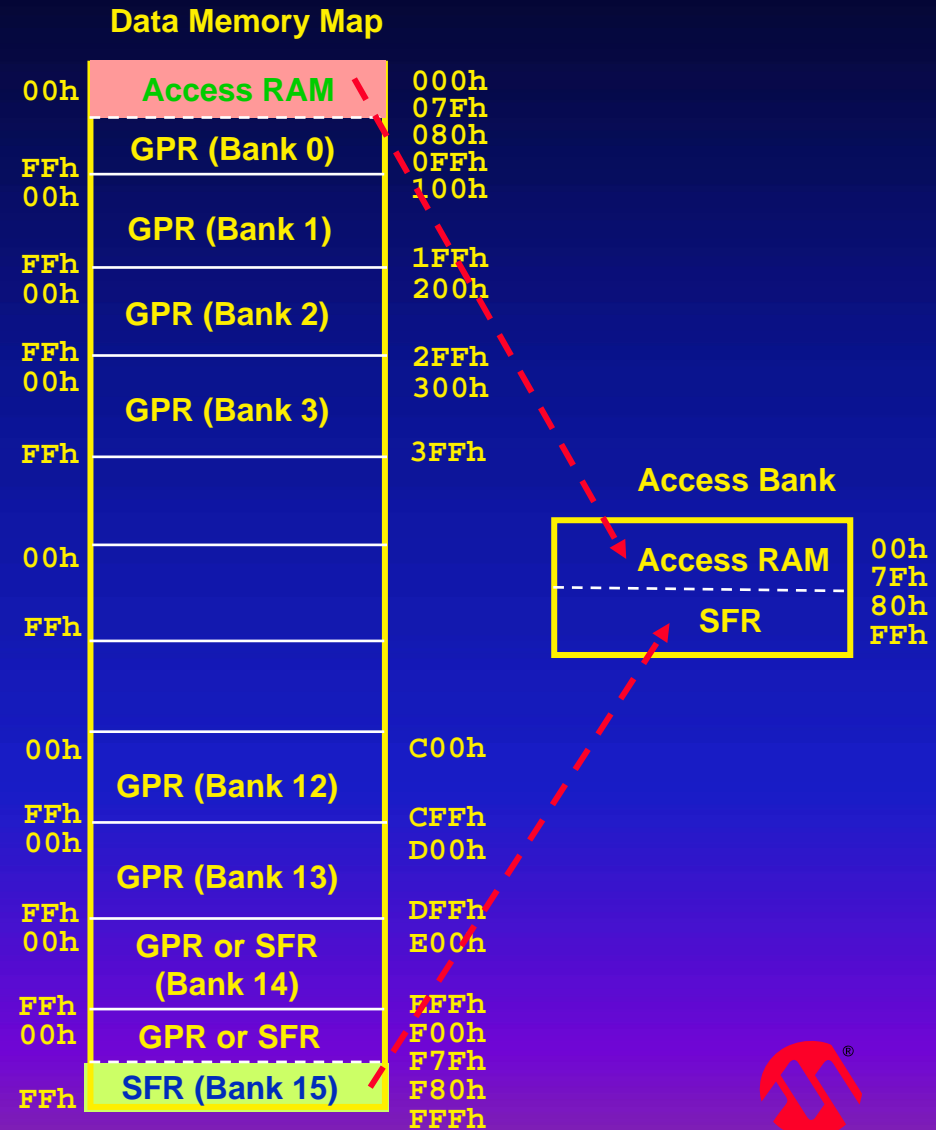 Data Memory Map
00h Access RAM 000h
07Fh
080h
GPR (Bank 0)
FFh 0FFh
00h 100h
GPR (Bank 1)
FFh 1FFh
00h 200h
GPR (Bank 2)
FFh 2FFh
00h 300h
GPR (Bank 3)
FFh 3FFh
00h
FFh
00h C00h
GPR (Bank 12)
FFh CFFh
00h D00h
GPR (Bank 13)
FFh DFFh
00h GPR or SFR E00h
(Bank 14)
FFh EFFh
00h GPR or SFR F00h
F7Fh
SFR (Bank 15) F80h
FFh FFFh
Access Bank
Access RAM 00h
7Fh
80h
SFR
FFh
®